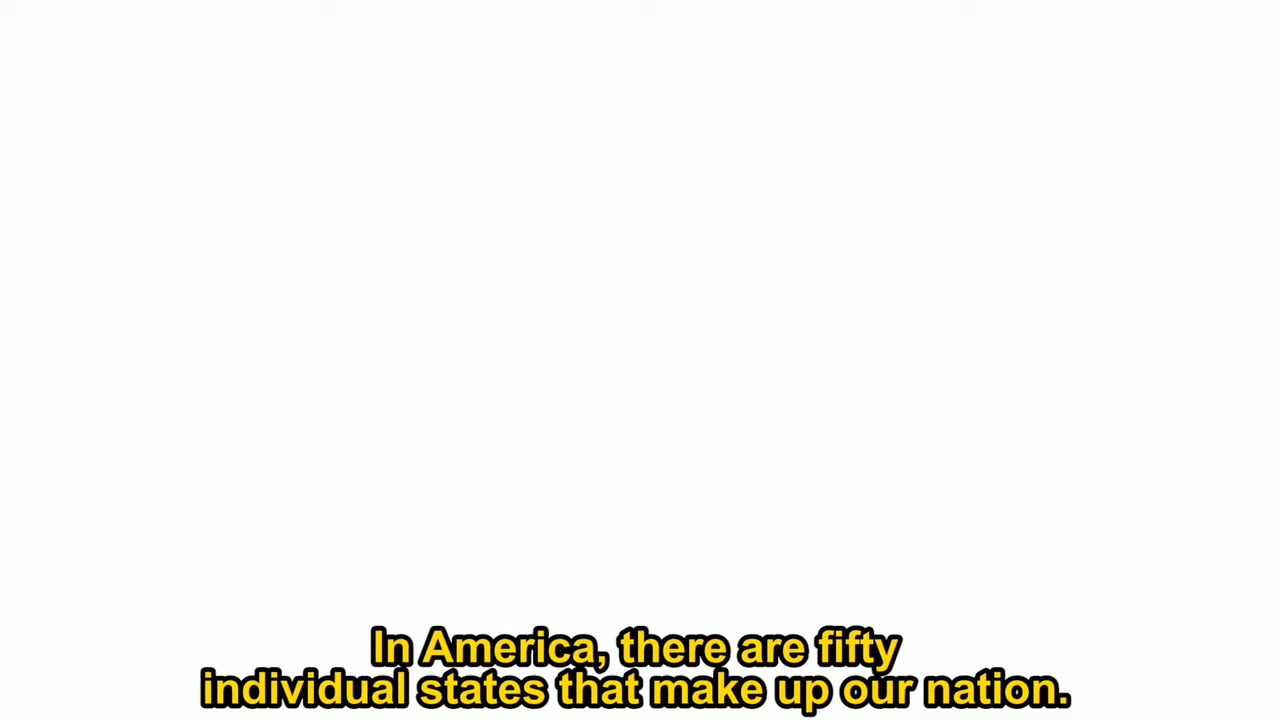 In America, there are fifty
individual states that make up our nation.